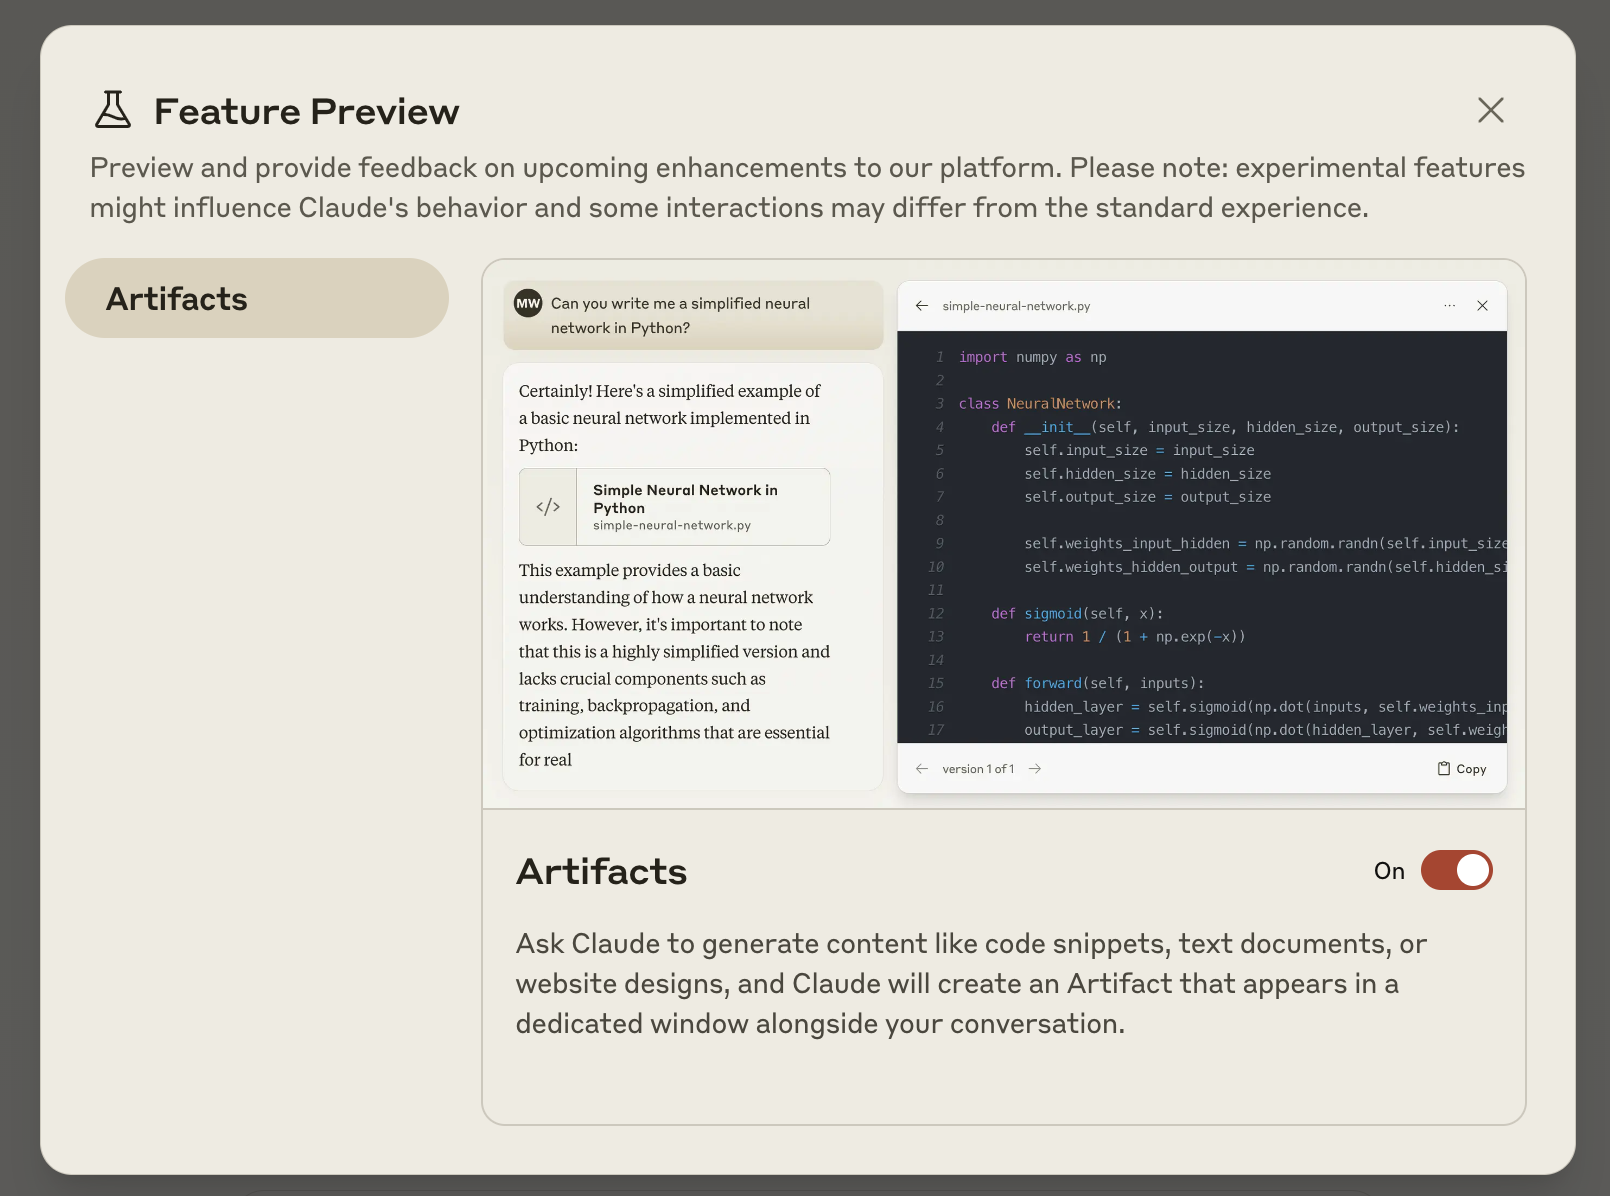 Feature Preview
Preview and provide feedback on upcoming enhancements to our platform. Please note: experimental features
might influence Claude's behavior and some interactions may differ from the standard experience.
Artifacts
MW Can you write me a simplified neural
network in Python?
Certainly! Here's a simplified example of
a basic neural network implemented in
Python:
</> Simple Neural Network in
Python
simple-neural-network.py
This example provides a basic
understanding of how a neural network
works. However, it's important to note
that this is a highly simplified version and
lacks crucial components such as
training, backpropagation, and
optimization algorithms that are essential
for real
simple-neural-network.py
1 import numpy as np
2
3 class NeuralNetwork:
4     def __init__(self, input_size, hidden_size, output_size):
5         self.input_size = input_size
6         self.hidden_size = hidden_size
7         self.output_size = output_size
8
9         self.weights_input_hidden = np.random.randn(self.input_size
10         self.weights_hidden_output = np.random.randn(self.hidden_si
11
12     def sigmoid(self, x):
13         return 1 / (1 + np.exp(-x))
14
15     def forward(self, inputs):
16         hidden_layer = self.sigmoid(np.dot(inputs, self.weights_inp
17         output_layer = self.sigmoid(np.dot(hidden_layer, self.weigh
version 1 of 1
Copy
Artifacts
On
Ask Claude to generate content like code snippets, text documents, or
website designs, and Claude will create an Artifact that appears in a
dedicated window alongside your conversation.